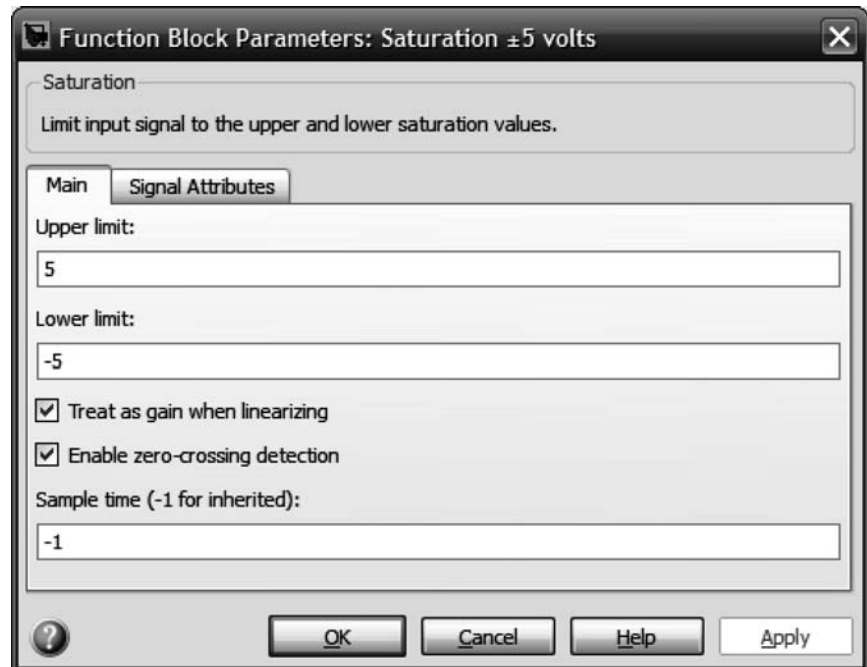 Function Block Parameters: Saturation ±5 volts
Saturation
Limit input signal to the upper and lower saturation values.
Main
Signal Attributes
Upper limit:
5
Lower limit:
-5
Treat as gain when linearizing
Enable zero-crossing detection
Sample time (-1 for inherited):
-1
?
OK
Cancel
Help
Apply